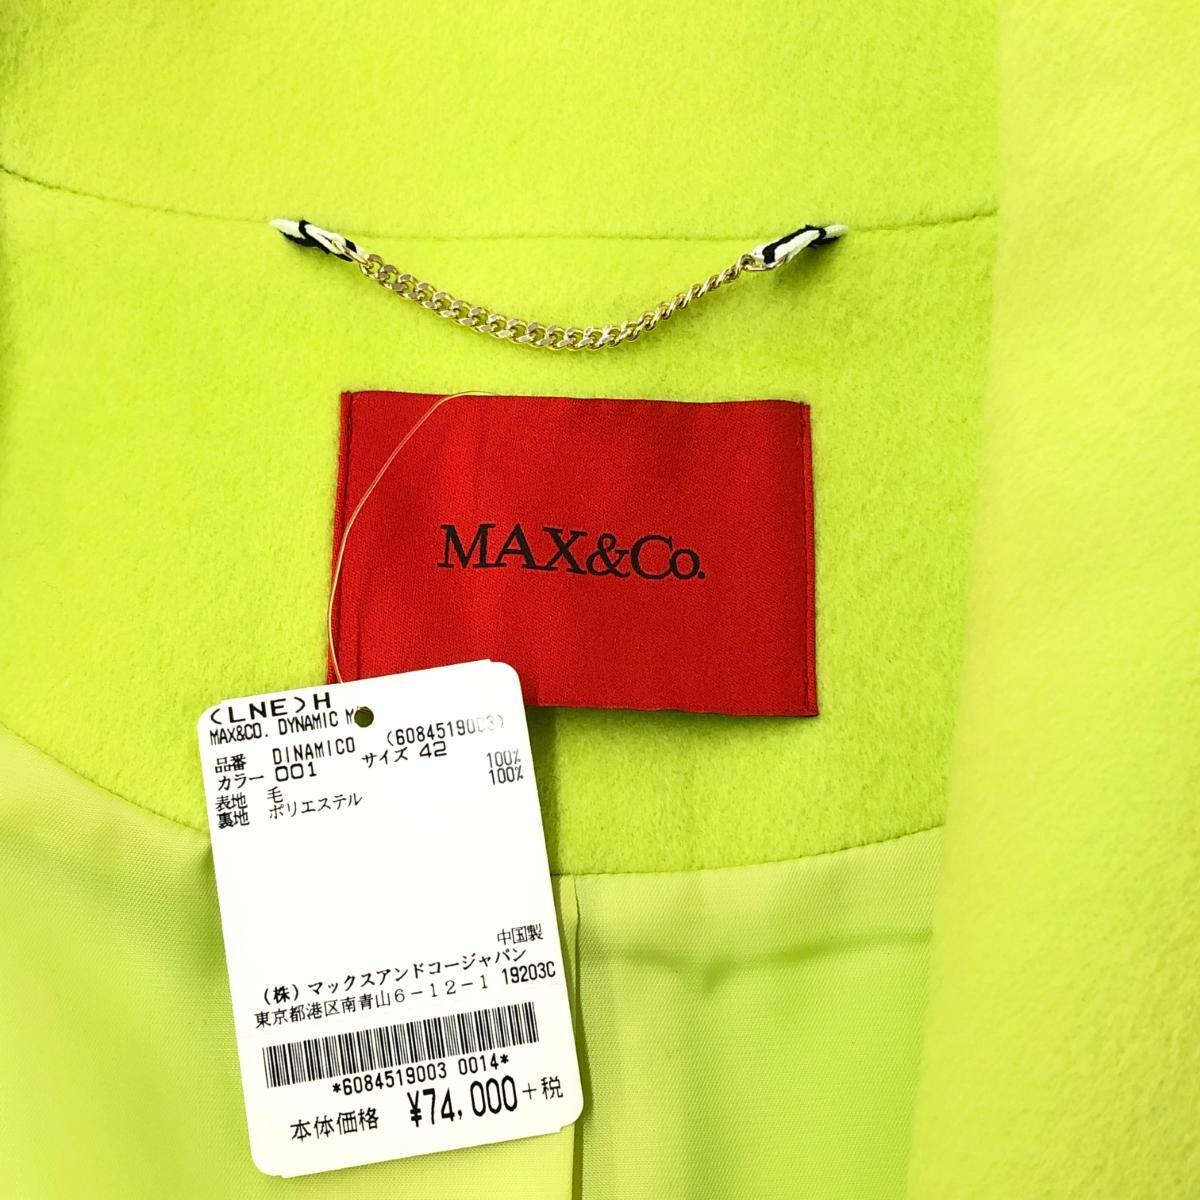 MAX&Co.
(LNE)H
MAX&CO. DYNAMIC
品番 DINAMICO (6084519003)
カラー 001 サイズ 42
表地 毛 100%
裏地 ポリエステル 100%
中国製
(株)マックスアンドコージャパン
東京都港区南青山6-12-1 19203C
*6084519003 0014*
本体価格 ¥74,000+税